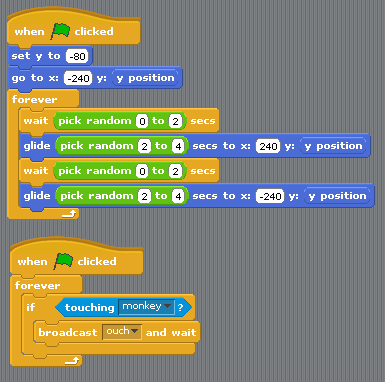 when clicked
set y to -80
go to x: -240 y: y position
forever
wait pick random 0 to 2 secs
glide pick random 2 to 4 secs to x: 240 y: y position
wait pick random 0 to 2 secs
glide pick random 2 to 4 secs to x: -240 y: y position
when clicked
forever
if touching monkey ?
broadcast ouch and wait